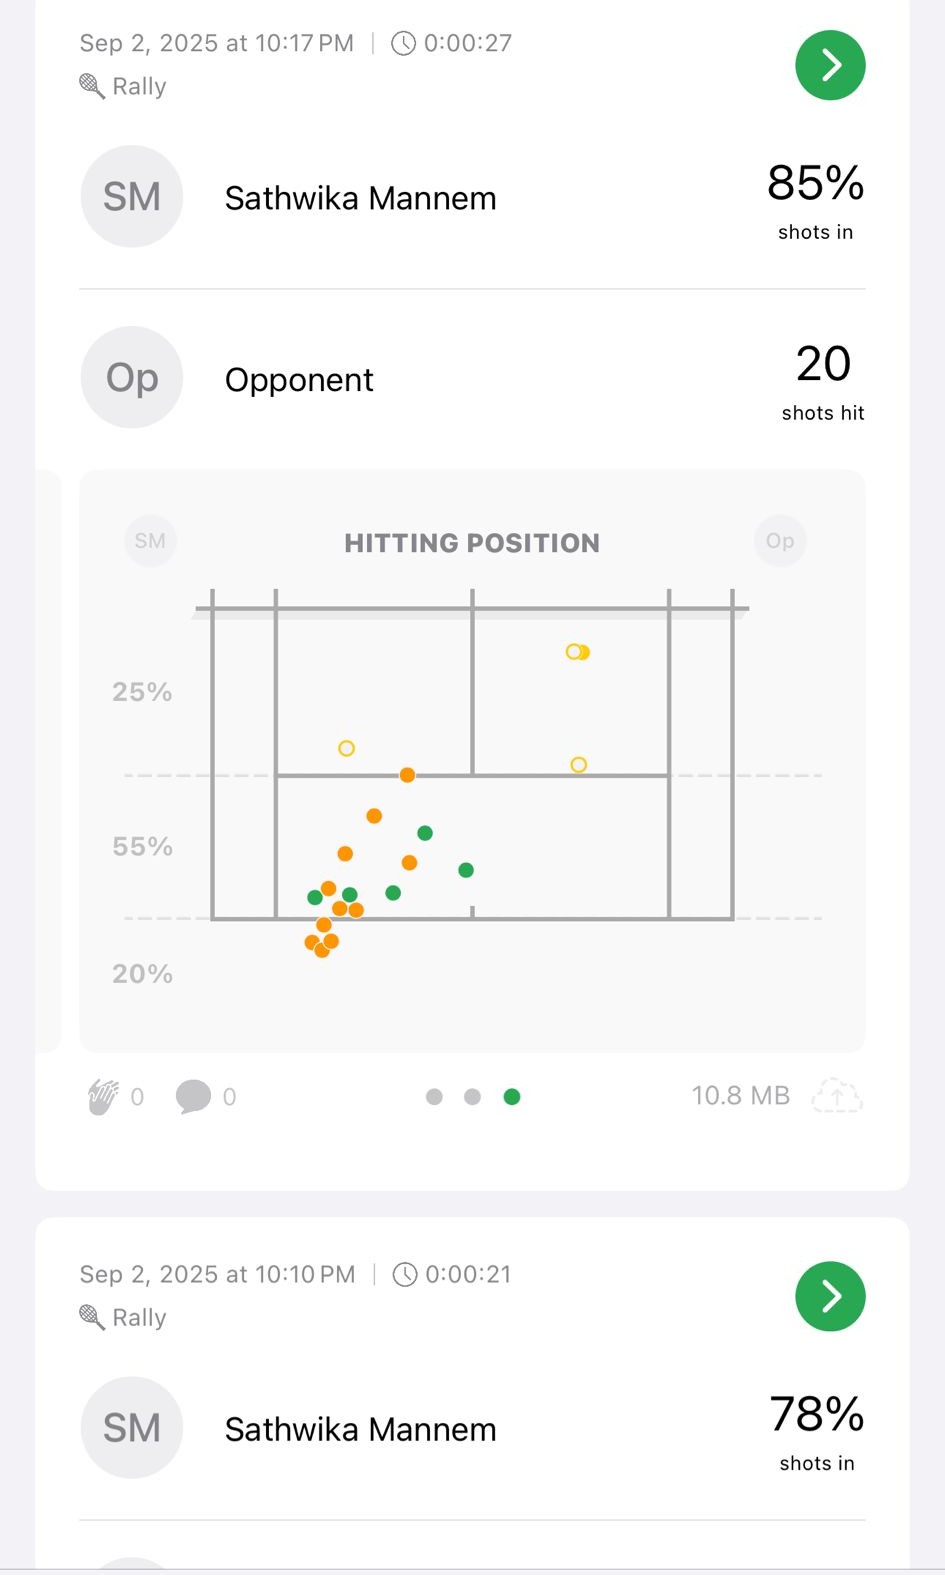 Sep 2, 2025 at 10:17 PM | 0:00:27
Rally
SM Sathwika Mannem 85%
shots in
Op Opponent 20
shots hit
SM HITTING POSITION Op
25%
55%
20%
0 0 10.8 MB
Sep 2, 2025 at 10:10 PM | 0:00:21
Rally
SM Sathwika Mannem 78%
shots in